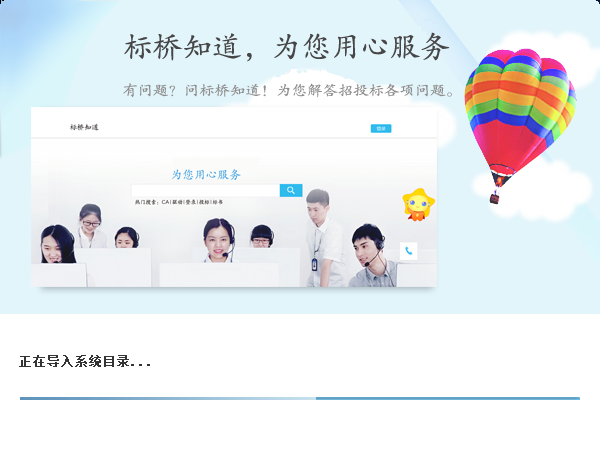 标桥知道，为您用心服务
有问题？问标桥知道！为您解答招投标各项问题。
标桥知道
登录
为您用心服务
热门搜索：CA|驱动|登录|投标|标书
正在导入系统目录...